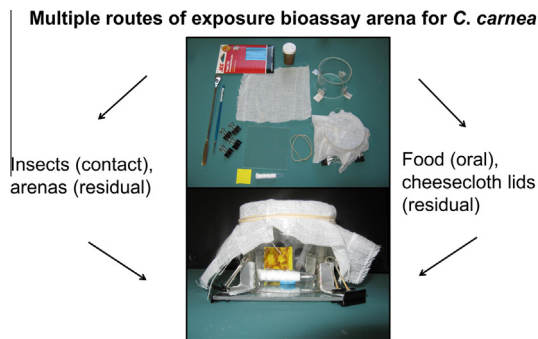 Multiple routes of exposure bioassay arena for C. carnea
Insects (contact),
arenas (residual)
Food (oral),
cheesecloth lids
(residual)